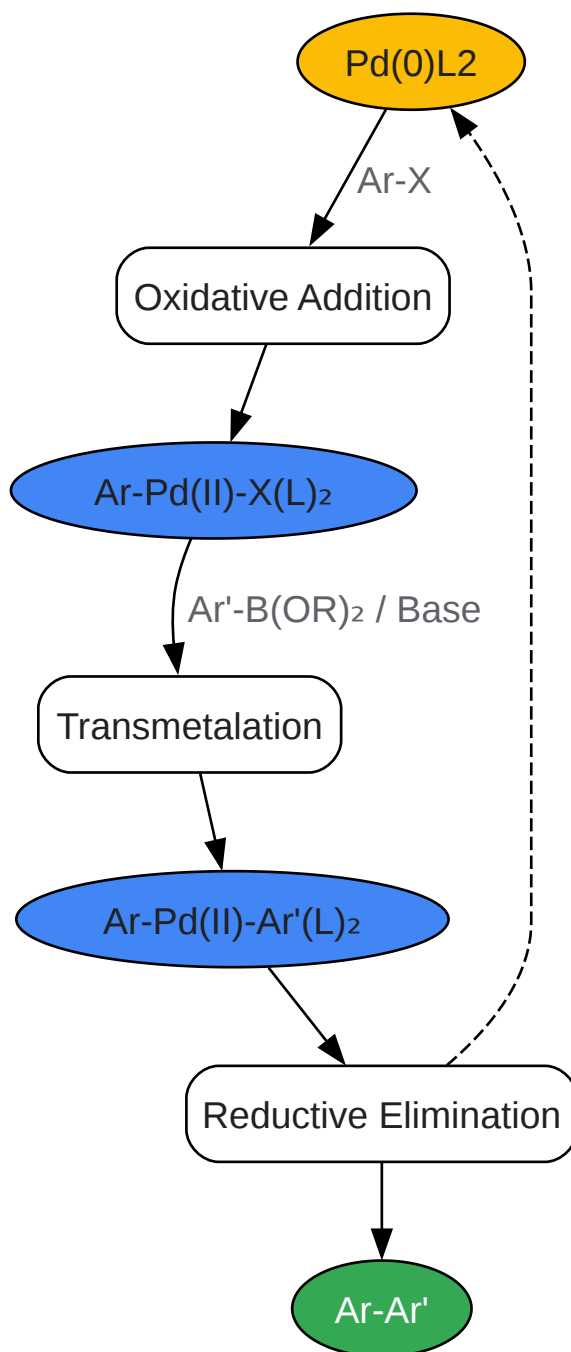 Pd(0)L2
Ar-X
Oxidative Addition
Ar-Pd(II)-X(L)₂
Ar'-B(OR)₂ / Base
Transmetalation
Ar-Pd(II)-Ar'(L)₂
Reductive Elimination
Ar-Ar'